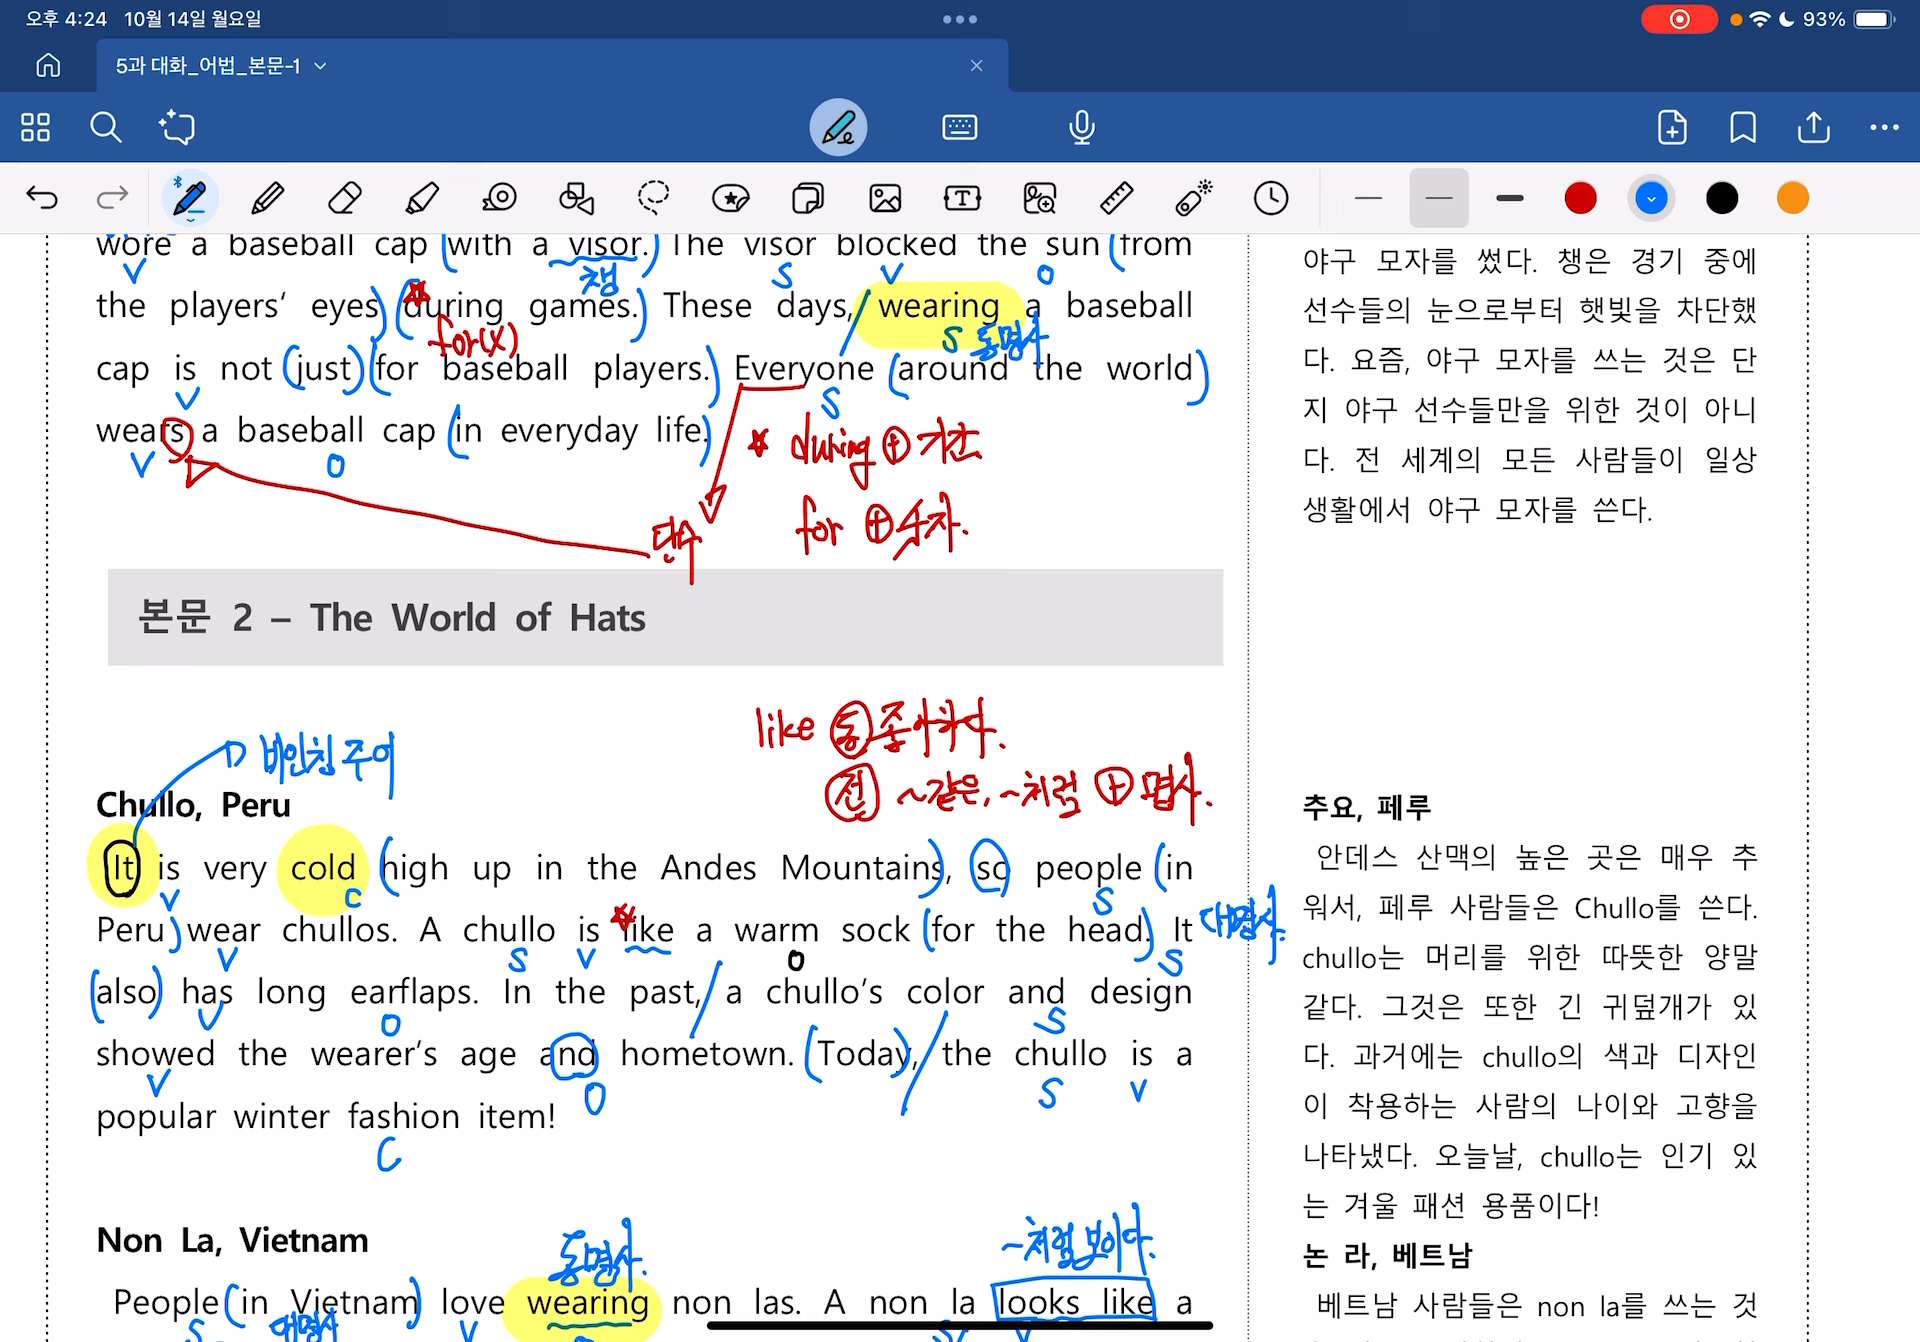 오후 4:24 10월 14일 월요일
93%
5과 대화_어법_본문-1
wore a baseball cap (with a visor.) The visor blocked the sun (from
V 챙 S V O
the players‘ eyes) (during games.) These days, / wearing a baseball
for(x) S 동명사
cap is not (just) (for baseball players.) Everyone (around the world)
V S
wears a baseball cap (in everyday life.)
V O
* during + 기간
for + 숫자.
단수
본문 2 – The World of Hats
like 동 좋아하다.
전 ~같은, ~처럼 + 명사.
비인칭 주어
Chullo, Peru
It is very cold (high up in the Andes Mountains), so people (in
V C S
Peru) wear chullos. A chullo is like a warm sock (for the head.) It 대명사.
V S V O S
(also) has long earflaps. In the past, / a chullo’s color and design
V O S
showed the wearer’s age and hometown. (Today), / the chullo is a
V O S V
popular winter fashion item!
C
Non La, Vietnam
동명사. ~처럼 보이다.
People (in Vietnam) love wearing non las. A non la looks like a
S 대명사 V
야구 모자를 썼다. 챙은 경기 중에
선수들의 눈으로부터 햇빛을 차단했
다. 요즘, 야구 모자를 쓰는 것은 단
지 야구 선수들만을 위한 것이 아니
다. 전 세계의 모든 사람들이 일상
생활에서 야구 모자를 쓴다.
추요, 페루
안데스 산맥의 높은 곳은 매우 추
워서, 페루 사람들은 Chullo를 쓴다.
chullo는 머리를 위한 따뜻한 양말
같다. 그것은 또한 긴 귀덮개가 있
다. 과거에는 chullo의 색과 디자인
이 착용하는 사람의 나이와 고향을
나타냈다. 오늘날, chullo는 인기 있
는 겨울 패션 용품이다!
논 라, 베트남
베트남 사람들은 non la를 쓰는 것